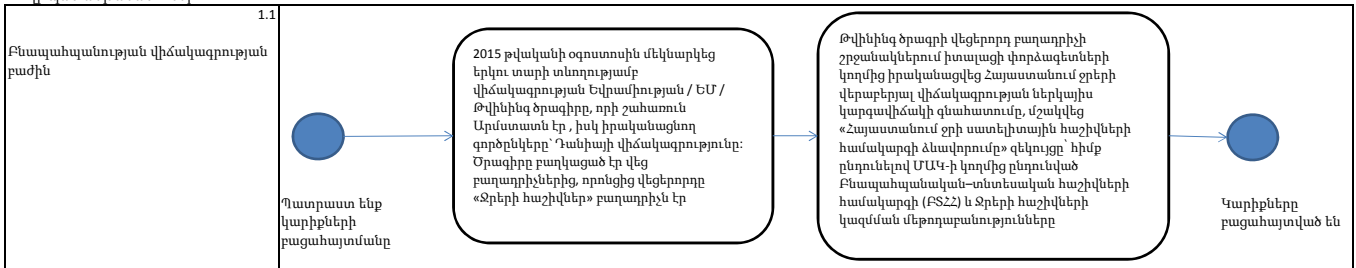 1.1
Բնապահպանության վիճակագրության
բաժին
Պատրաստ ենք
կարիքների
բացահայտմանը
2015 թվականի օգոստոսին մեկնարկեց
երկու տարի տևողությամբ
վիճակագրության Եվրամիության / ԵՄ /
Թվինինգ ծրագիրը, որի շահառուն
Արմստատն էր , իսկ իրականացնող
գործընկերը՝ Դանիայի վիճակագրությունը:
Ծրագիրը բաղկացած էր վեց
բաղադրիչներից, որոնցից վեցերորդը
«Ջրերի հաշիվներ» բաղադրիչն էր
Թվինինգ ծրագրի վեցերորդ բաղադրիչի
շրջանակներում իտալացի փորձագետների
կողմից իրականացվեց Հայաստանում ջրերի
վերաբերյալ վիճակագրության ներկայիս
կարգավիճակի գնահատումը, մշակվեց
«Հայաստանում ջրի սատելիտային հաշիվների
համակարգի ձևավորումը» զեկույցը՝ հիմք
ընդունելով ՄԱԿ-ի կողմից ընդունված
Բնապահպանական–տնտեսական հաշիվների
համակարգի (ԲՏՀՀ) և Ջրերի հաշիվների
կազմման մեթոդաբանությունները
Կարիքները
բացահայտված են